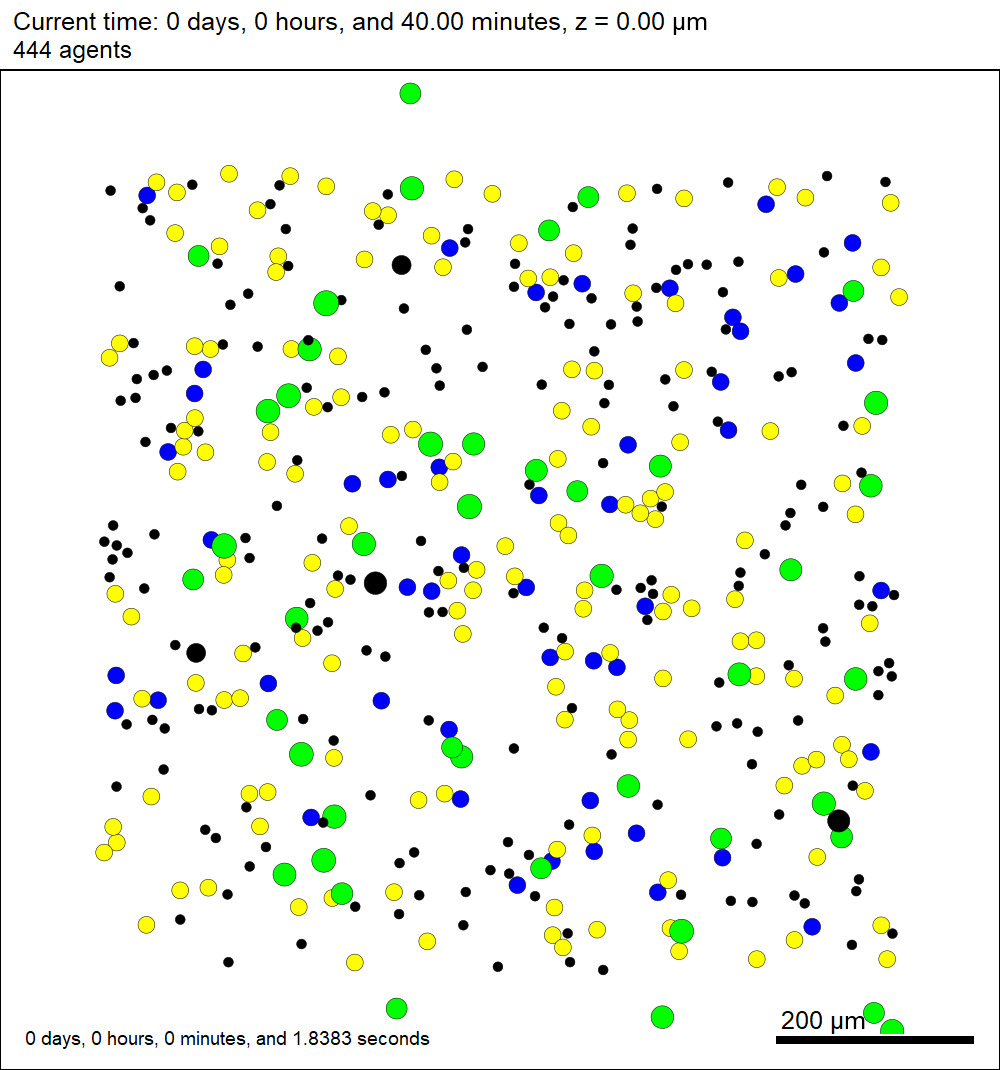 Current time: 0 days, 0 hours, and 40.00 minutes, z = 0.00 µm
444 agents
200 µm
0 days, 0 hours, 0 minutes, and 1.8383 seconds